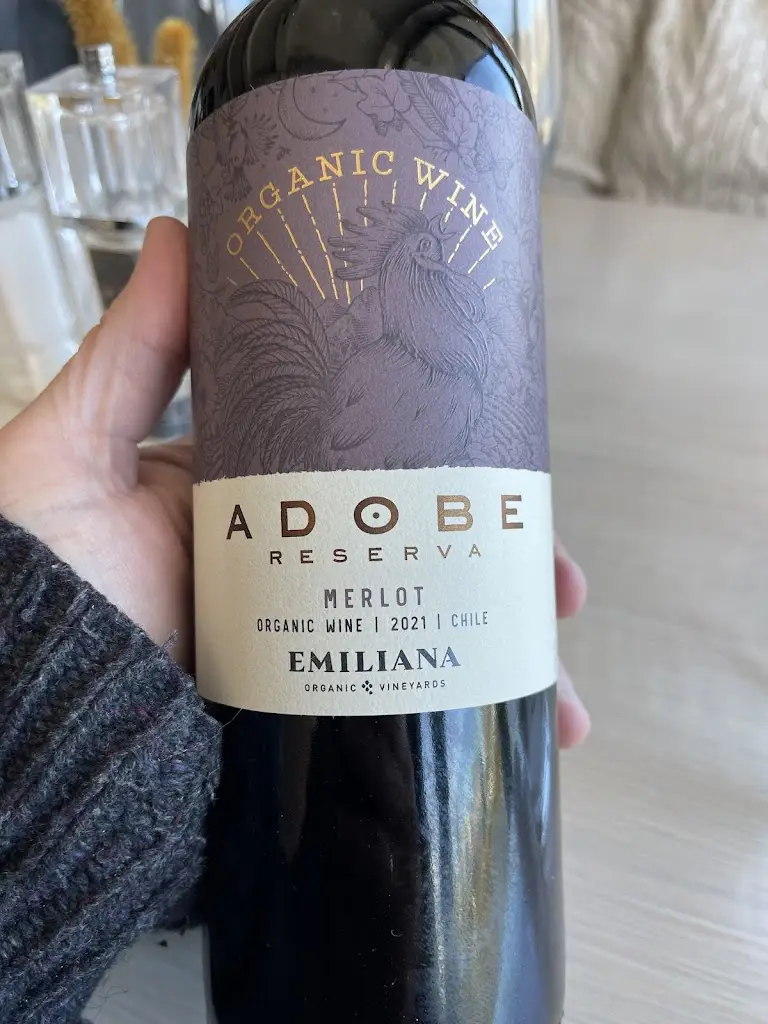 ORGANIC WINE
ADOBE
RESERVA
MERLOT
ORGANIC WINE | 2021 | CHILE
EMILIANA
ORGANIC VINEYARDS